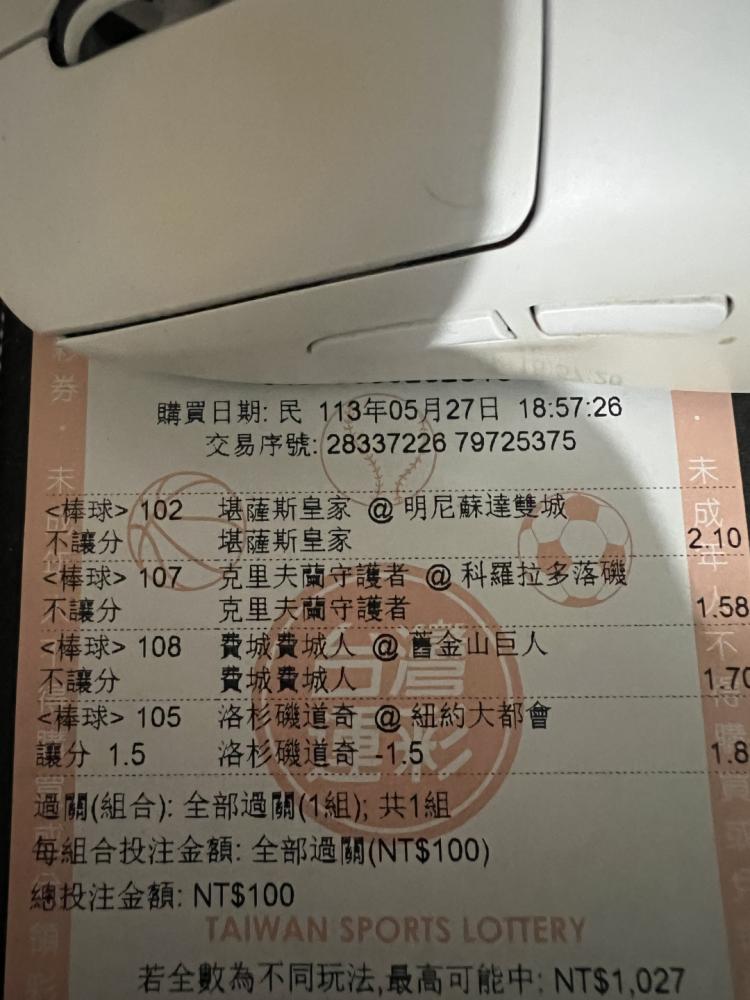 購買日期: 民 113年05月27日 18:57:26
交易序號: 28337226 79725375
<棒球> 102 堪薩斯皇家 @ 明尼蘇達雙城
不讓分 堪薩斯皇家 2.10
<棒球> 107 克里夫蘭守護者 @ 科羅拉多落磯
不讓分 克里夫蘭守護者 1.58
<棒球> 108 費城費城人 @ 舊金山巨人
不讓分 費城費城人 1.70
<棒球> 105 洛杉磯道奇 @ 紐約大都會
讓分 1.5 洛杉磯道奇 -1.5 1.8
過關(組合): 全部過關(1組); 共1組
每組合投注金額: 全部過關(NT$100)
總投注金額: NT$100
TAIWAN SPORTS LOTTERY
若全數為不同玩法,最高可能中: NT$1,027
台灣
運彩